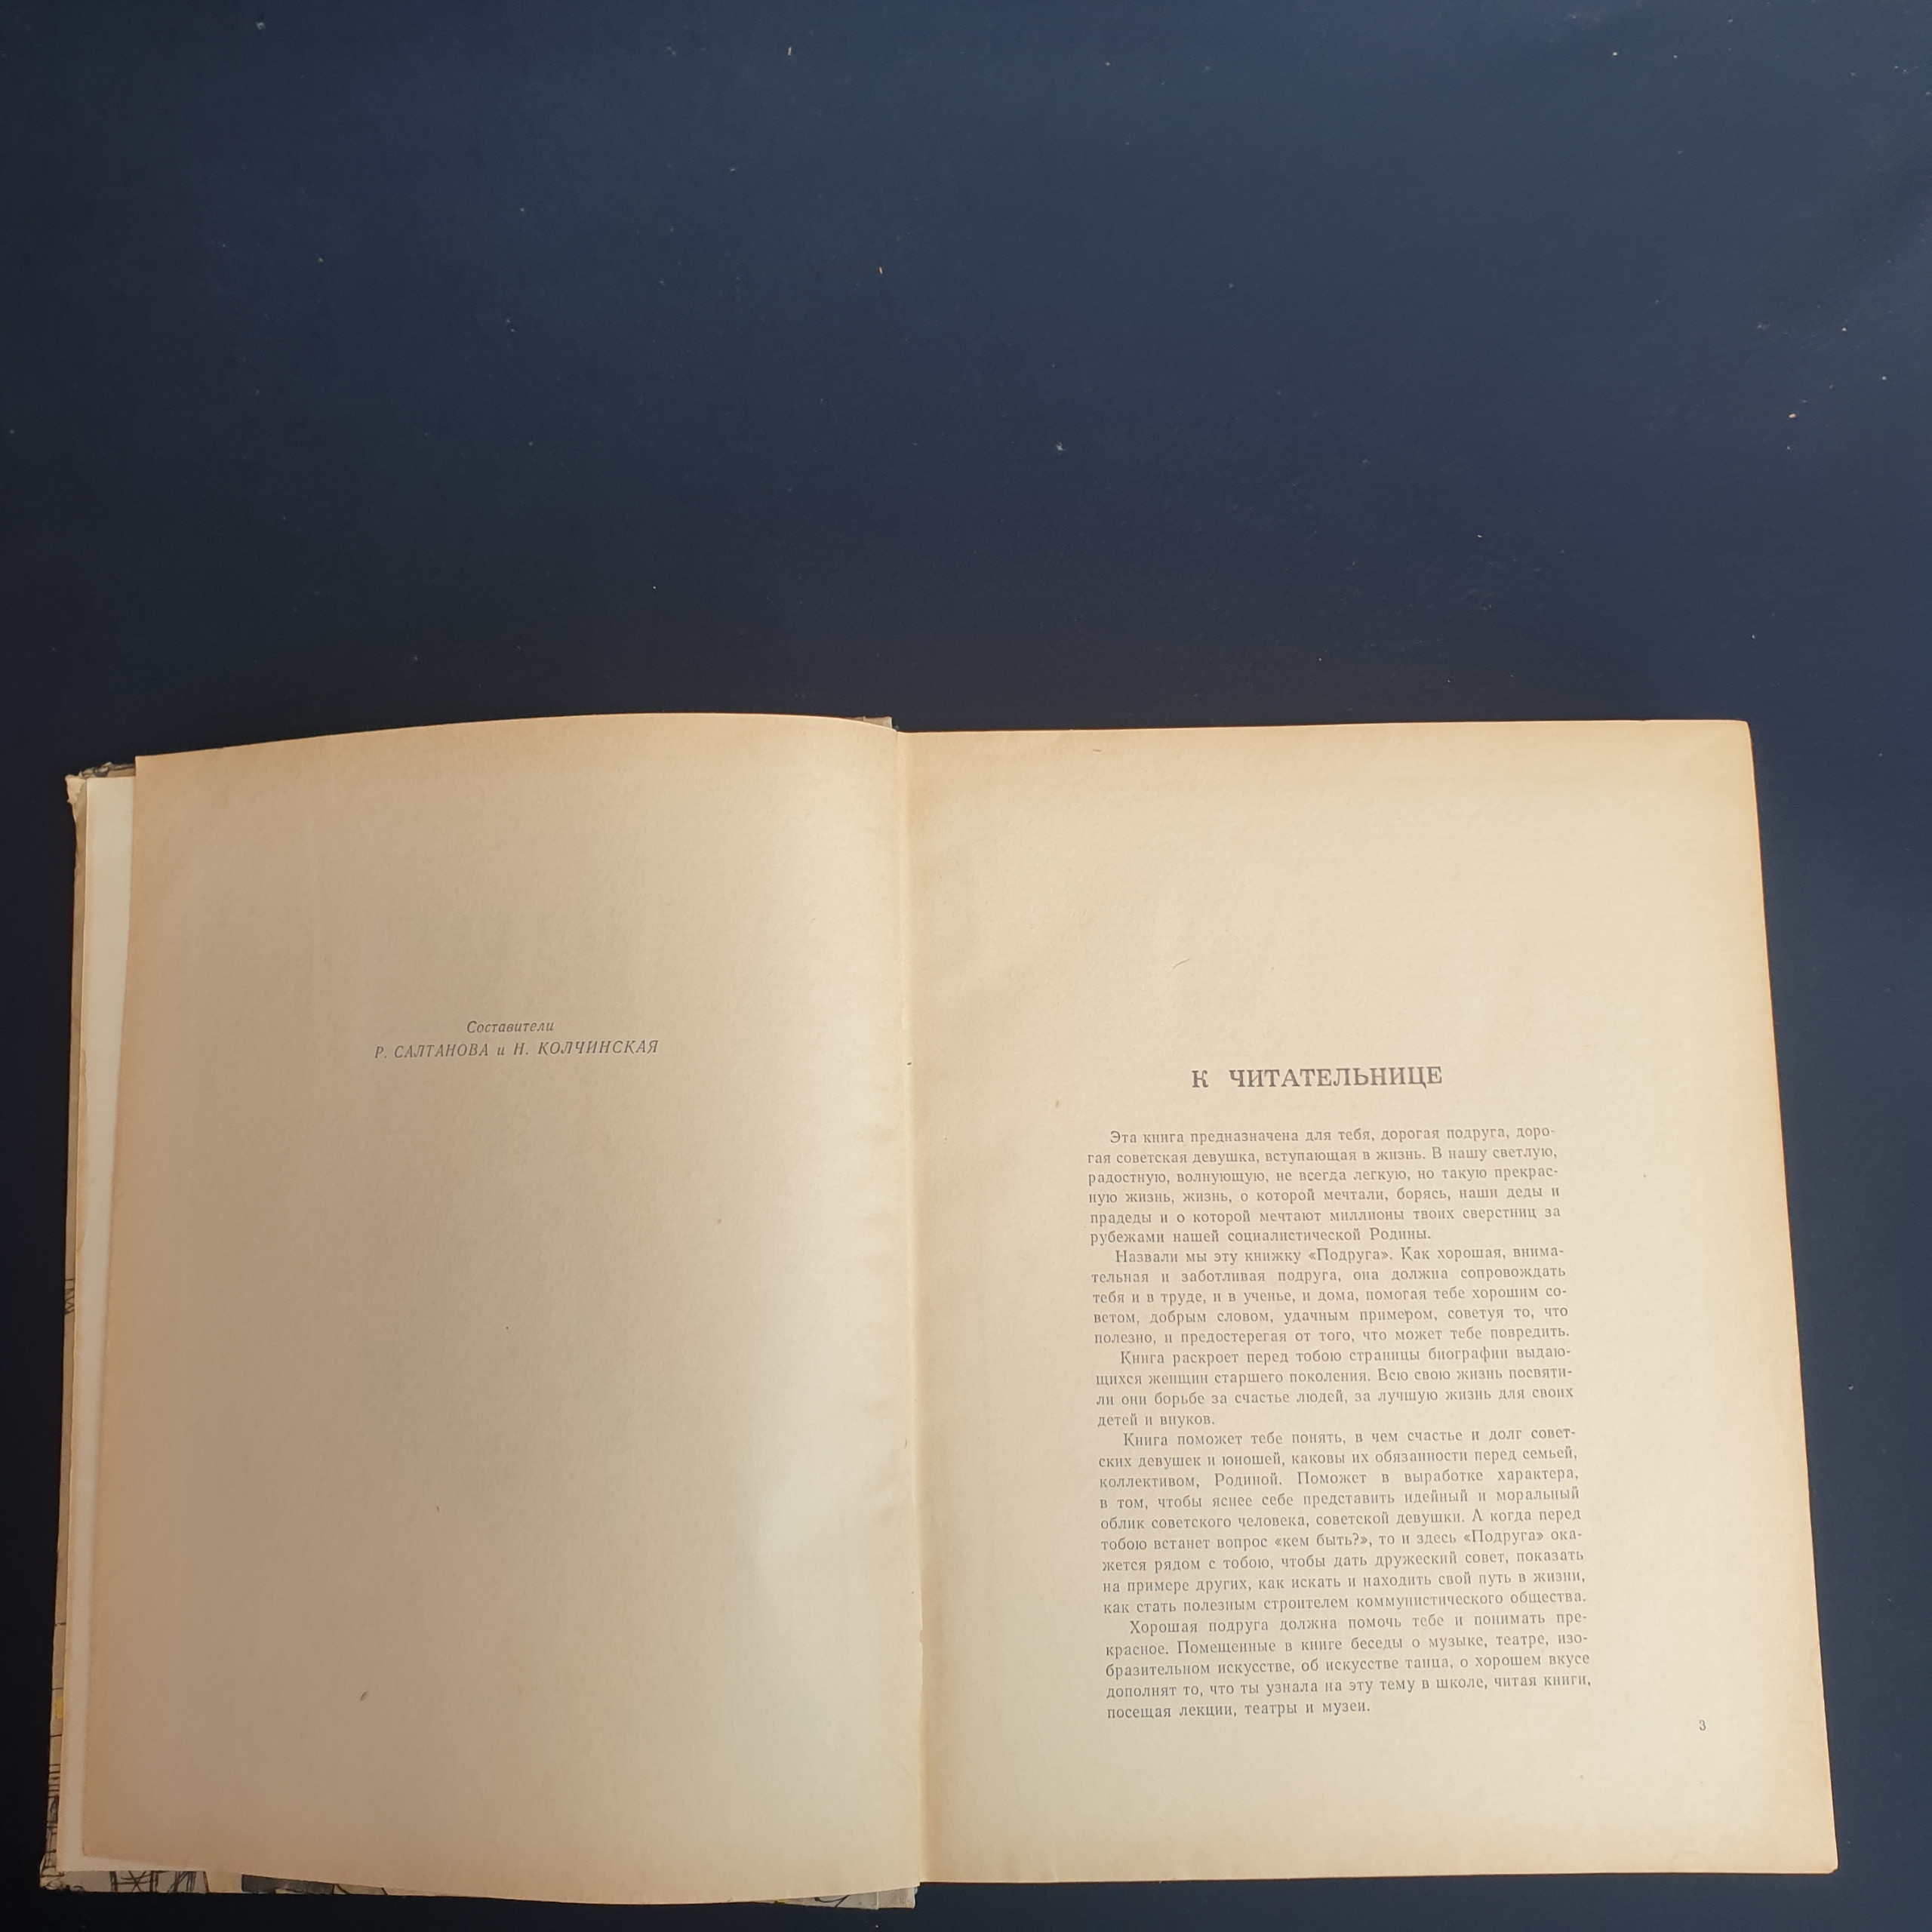 Составители
Р. САЛТАНОВА и Н. КОЛЧИНСКАЯ
К ЧИТАТЕЛЬНИЦЕ
Эта книга предназначена для тебя, дорогая подруга, доро-
гая советская девушка, вступающая в жизнь. В нашу светлую,
радостную, волнующую, не всегда легкую, но такую прекрас-
ную жизнь, жизнь, о которой мечтали, борясь, наши деды и
прадеды и о которой мечтают миллионы твоих сверстниц за
рубежами нашей социалистической Родины.
Назвали мы эту книжку «Подруга». Как хорошая, внима-
тельная и заботливая подруга, она должна сопровождать
тебя и в труде, и в ученье, и дома, помогая тебе хорошим со-
ветом, добрым словом, удачным примером, советуя то, что
полезно, и предостерегая от того, что может тебе повредить.
Книга раскроет перед тобою страницы биографии выдаю-
щихся женщин старшего поколения. Всю свою жизнь посвяти-
ли они борьбе за счастье людей, за лучшую жизнь для своих
детей и внуков.
Книга поможет тебе понять, в чем счастье и долг совет-
ских девушек и юношей, каковы их обязанности перед семьей,
коллективом, Родиной. Поможет в выработке характера,
в том, чтобы яснее себе представить идейный и моральный
облик советского человека, советской девушки. А когда перед
тобою встанет вопрос «кем быть?», то и здесь «Подруга» ока-
жется рядом с тобою, чтобы дать дружеский совет, показать
на примере других, как искать и находить свой путь в жизни,
как стать полезным строителем коммунистического общества.
Хорошая подруга должна помочь тебе и понимать пре-
красное. Помещенные в книге беседы о музыке, театре, изо-
бразительном искусстве, об искусстве танца, о хорошем вкусе
дополнят то, что ты узнала на эту тему в школе, читая книги,
посещая лекции, театры и музеи.
3